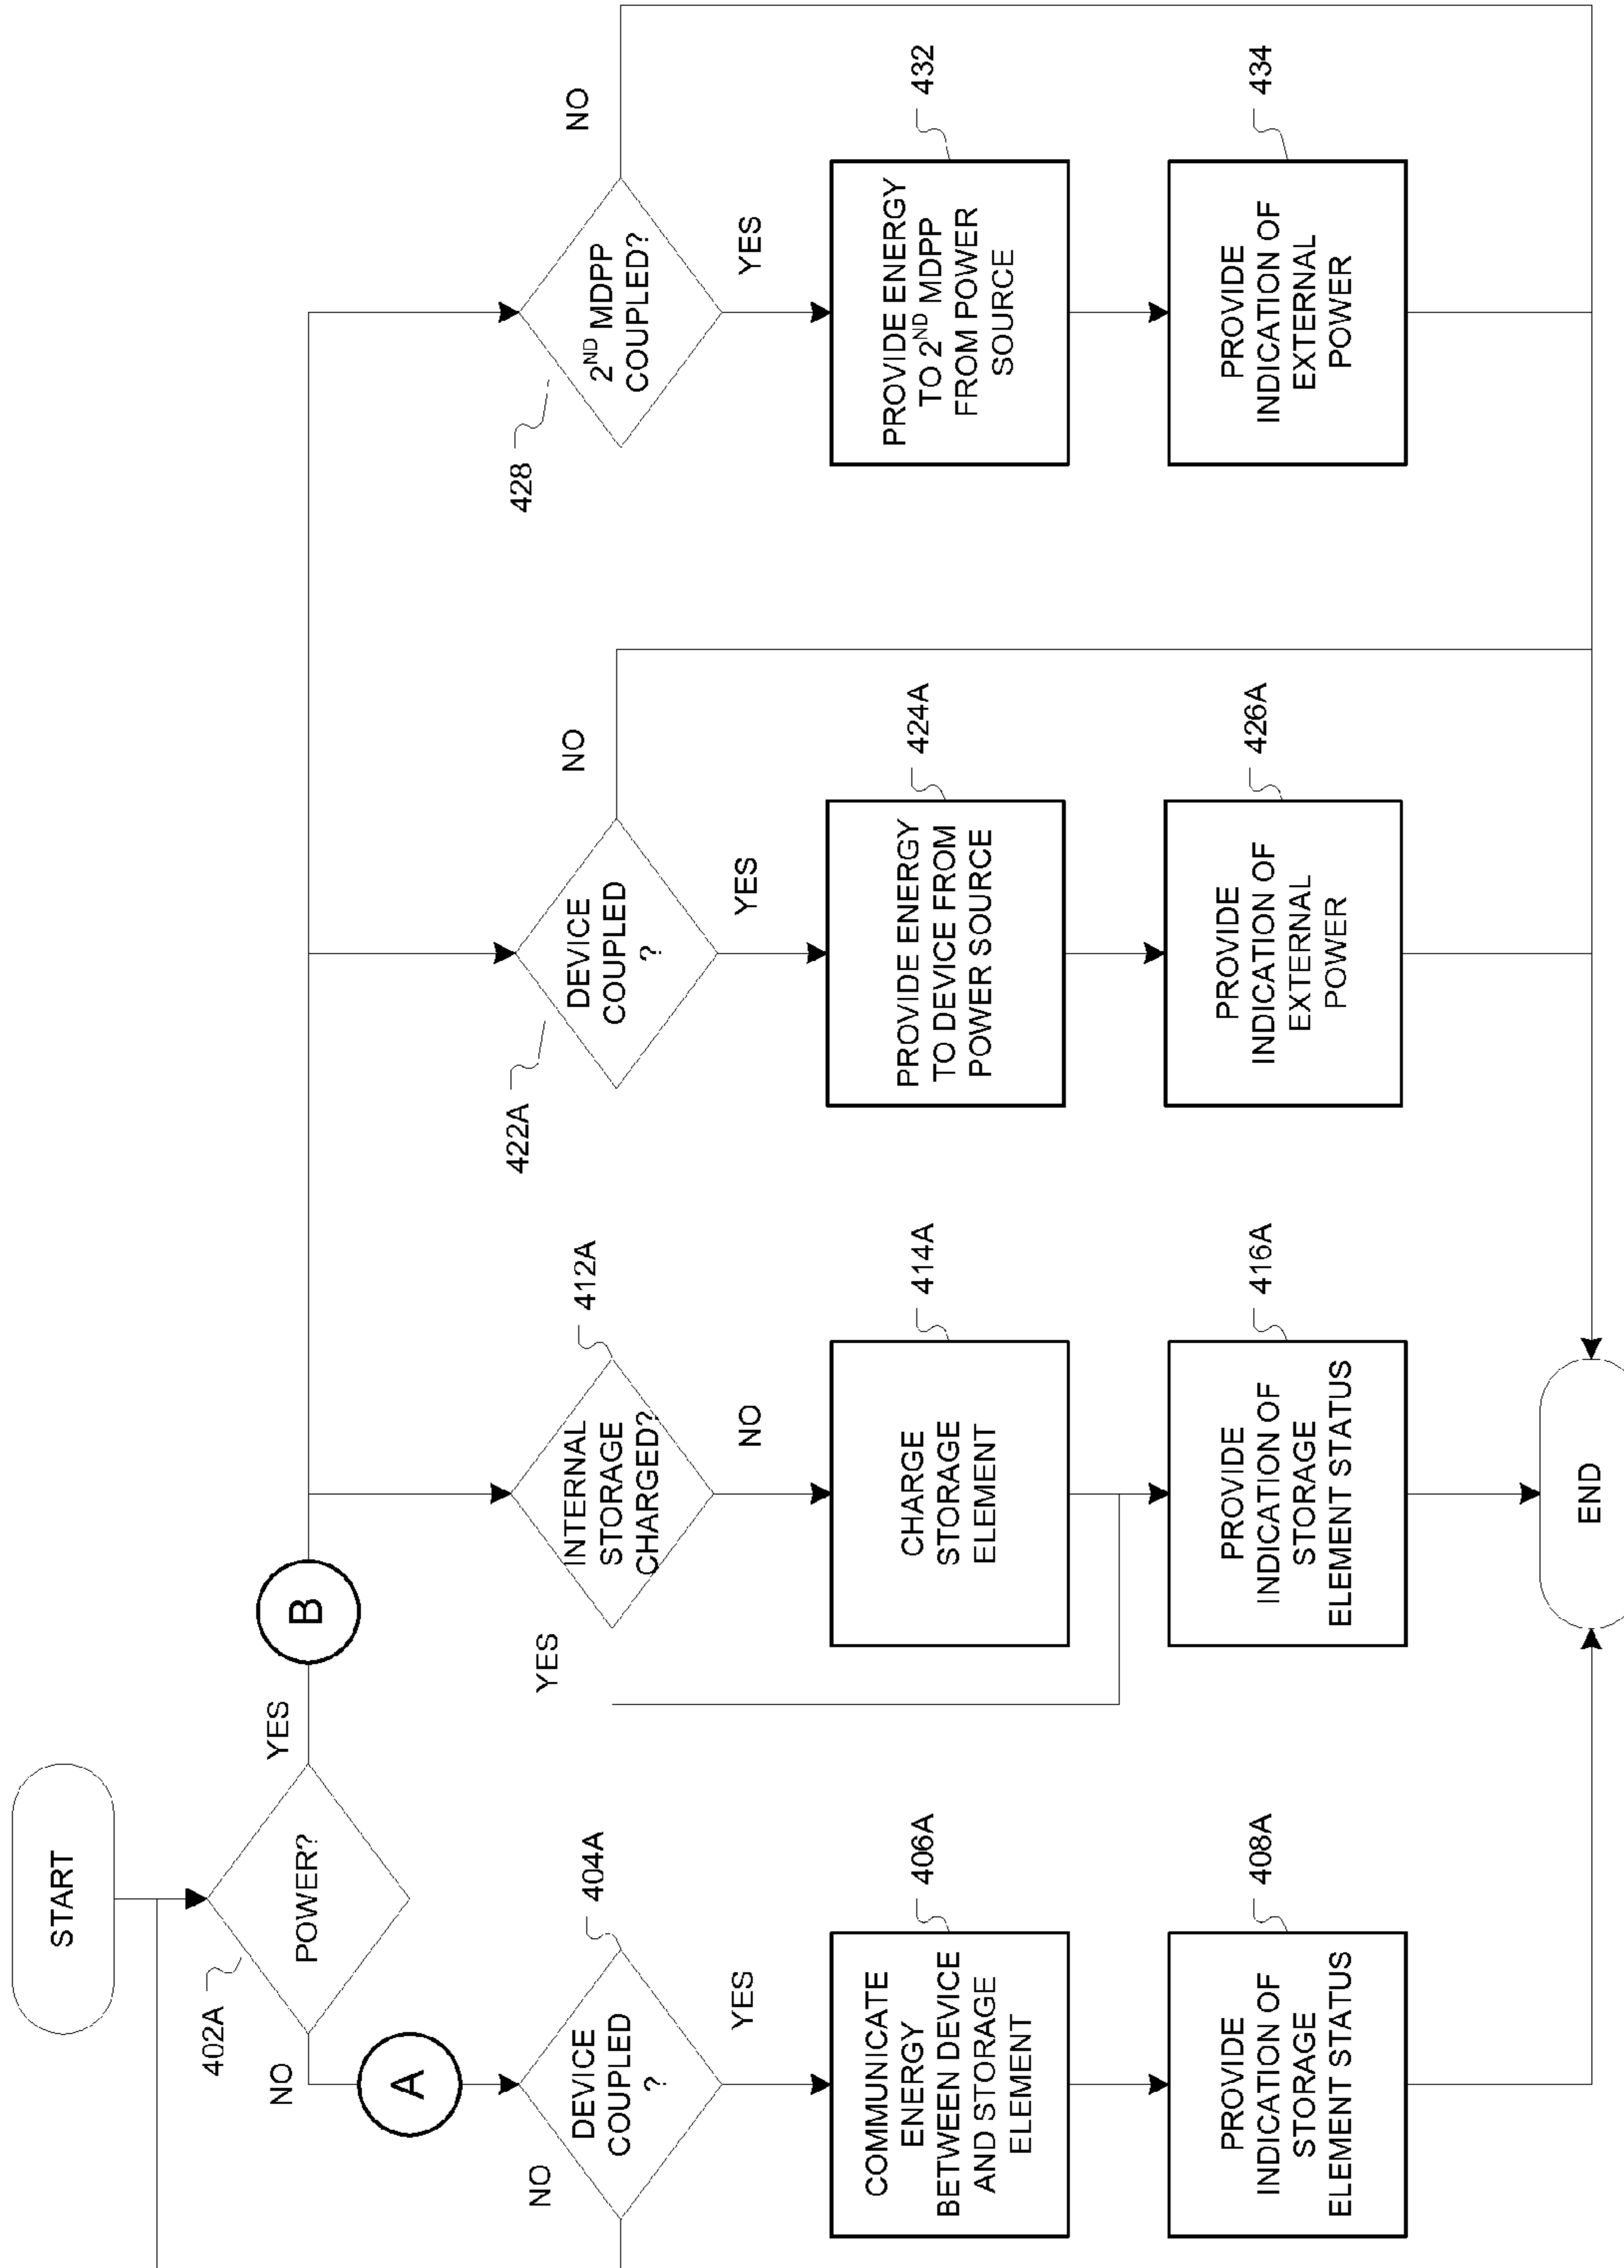 START
402A
POWER?
NO
YES
A
B
DEVICE
COUPLED
?
404A
NO
YES
COMMUNICATE
ENERGY
BETWEEN DEVICE
AND STORAGE
ELEMENT
406A
PROVIDE
INDICATION OF
STORAGE
ELEMENT STATUS
408A
INTERNAL
STORAGE
CHARGED?
412A
YES
NO
CHARGE
STORAGE
ELEMENT
414A
PROVIDE
INDICATION OF
STORAGE
ELEMENT STATUS
416A
422A
DEVICE
COUPLED
?
NO
YES
PROVIDE ENERGY
TO DEVICE FROM
POWER SOURCE
424A
PROVIDE
INDICATION OF
EXTERNAL
POWER
426A
428
2ND MDPP
COUPLED?
NO
YES
PROVIDE ENERGY
TO 2ND MDPP
FROM POWER
SOURCE
432
PROVIDE
INDICATION OF
EXTERNAL
POWER
434
END